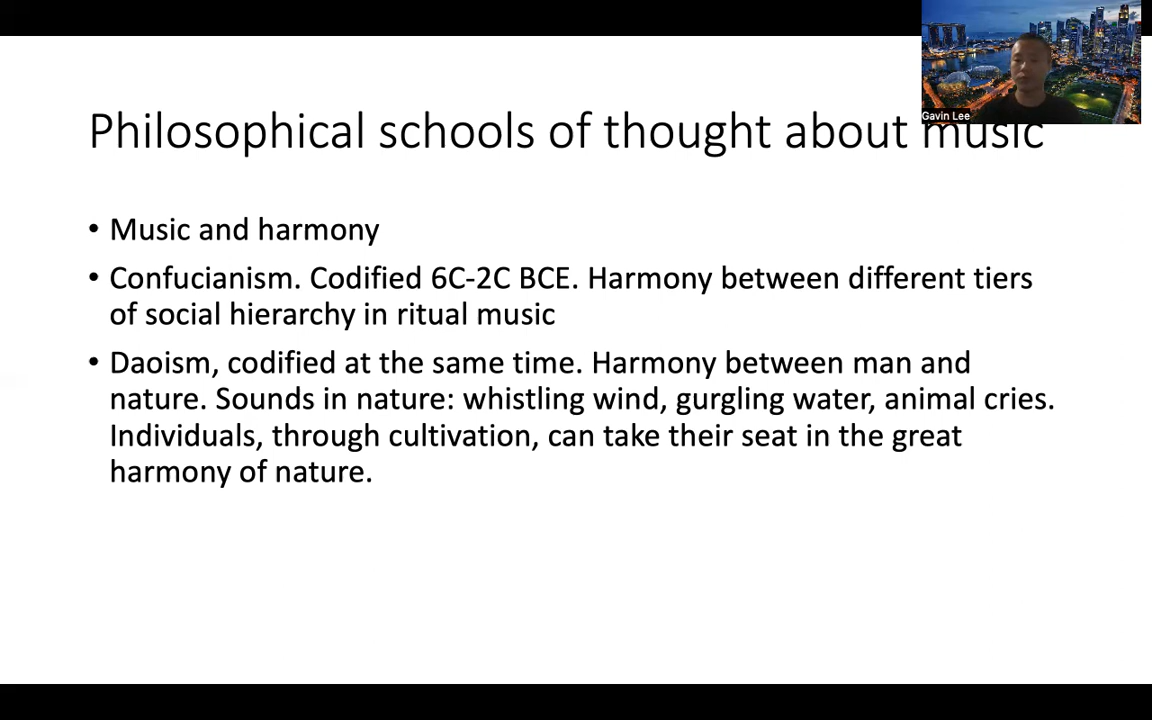 Gavin Lee
Philosophical schools of thought about music
• Music and harmony
• Confucianism. Codified 6C-2C BCE. Harmony between different tiers
of social hierarchy in ritual music
• Daoism, codified at the same time. Harmony between man and
nature. Sounds in nature: whistling wind, gurgling water, animal cries.
Individuals, through cultivation, can take their seat in the great
harmony of nature.